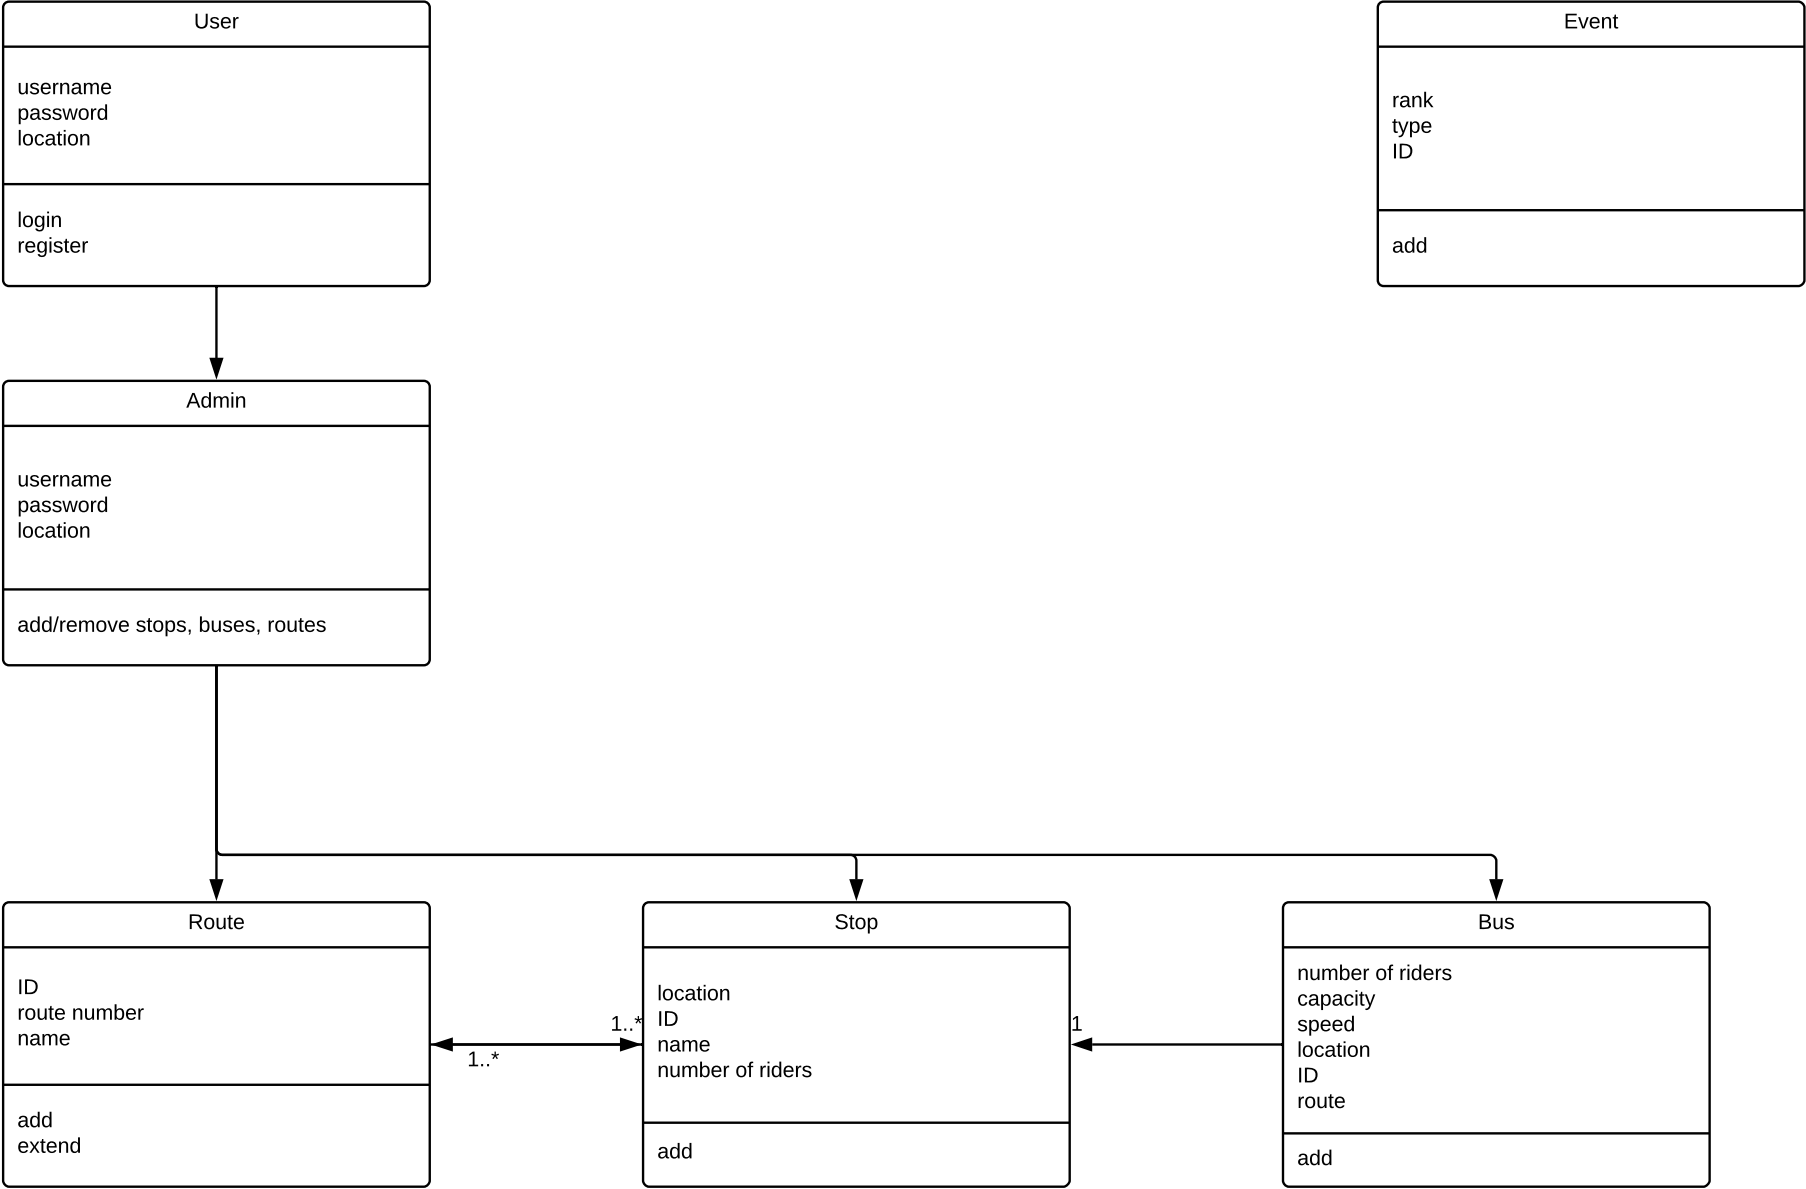 User
username
password
location
login
register
Event
rank
type
ID
add
Admin
username
password
location
add/remove stops, buses, routes
Route
ID
route number
name
add
extend
1..*
1..*
Stop
location
ID
name
number of riders
add
1
Bus
number of riders
capacity
speed
location
ID
route
add